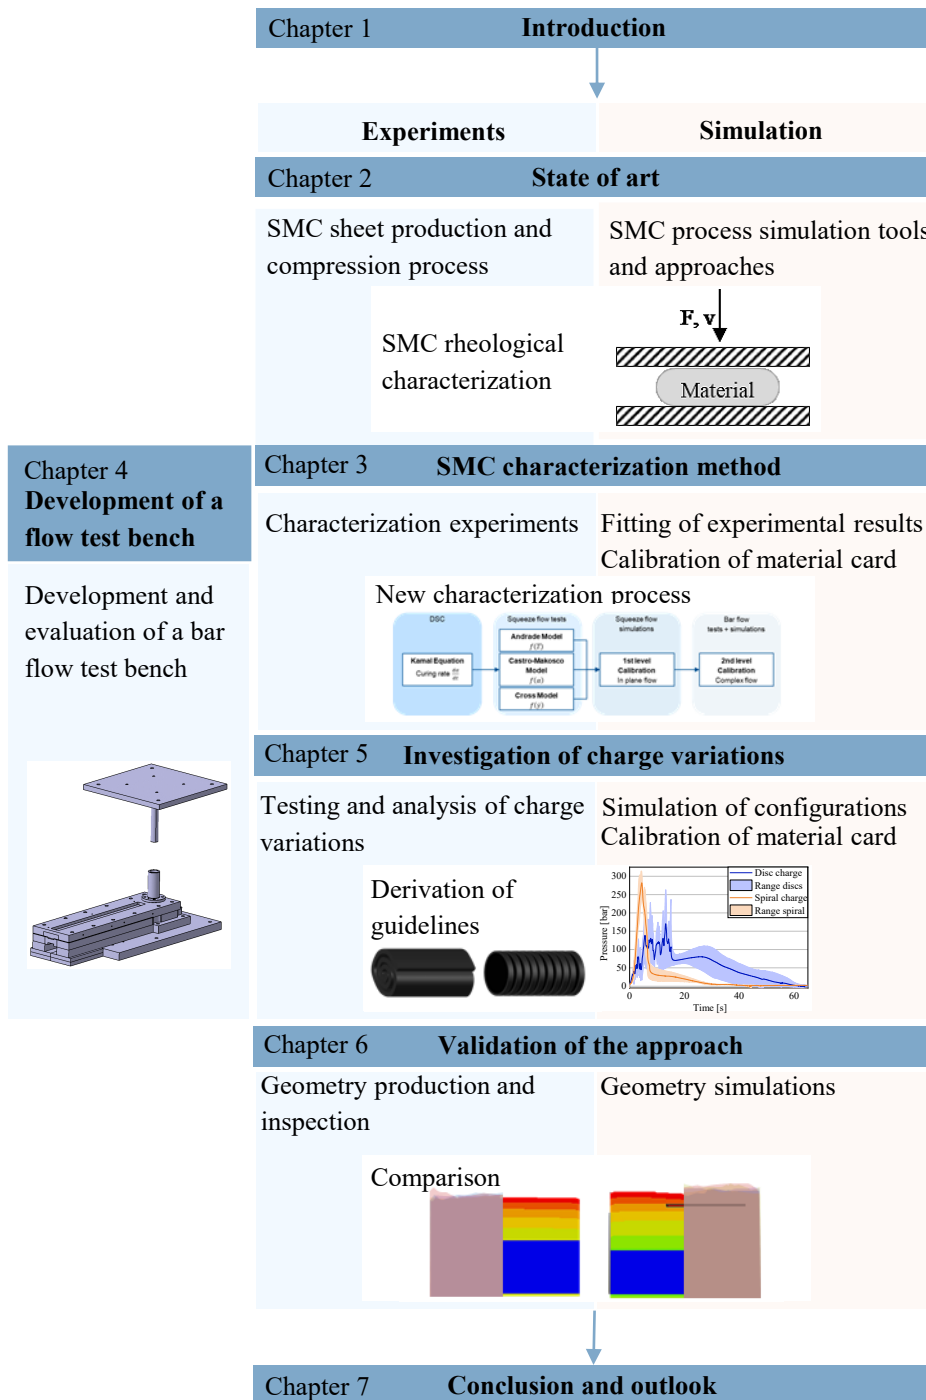 Chapter 1 Introduction
Experiments Simulation
Chapter 2 State of art
SMC sheet production and
compression process
SMC process simulation tools
and approaches
F, v
SMC rheological
characterization
Material
Chapter 4
Development of a
flow test bench
Development and
evaluation of a bar
flow test bench
Chapter 3 SMC characterization method
Characterization experiments
Fitting of experimental results
Calibration of material card
New characterization process
DSC
Kamal Equation
Curing rate
Squeeze flow tests
Andrade Model
f(T)
Castro-Makosco
Model
f(α)
Cross Model
f(γ̇)
Squeeze flow
simulations
1st level
Calibration
In plane flow
Bar flow
tests + simulations
2nd level
Calibration
Complex flow
Chapter 5 Investigation of charge variations
Testing and analysis of charge
variations
Simulation of configurations
Calibration of material card
Derivation of
guidelines
Pressure [bar]
300
250
200
150
100
50
0
0 20 40 60
Time [s]
Disc charge
Range discs
Spiral charge
Range spiral
Chapter 6 Validation of the approach
Geometry production and
inspection
Geometry simulations
Comparison
Chapter 7 Conclusion and outlook